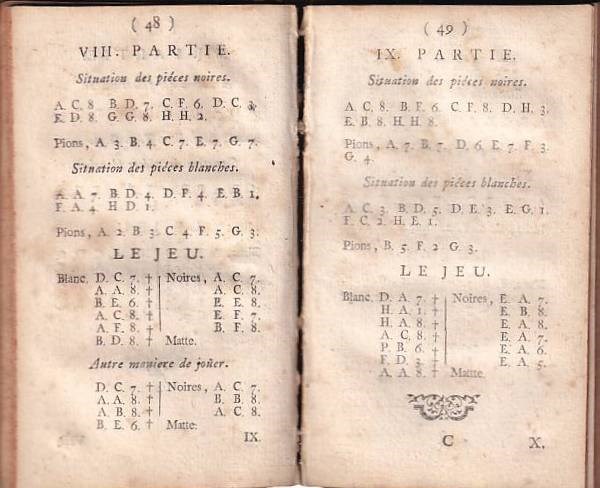 ( 48 )
VIII. PARTIE.
Situation des piéces noires.
A. C. 8. B. D. 7. C. F. 6. D. C. 3.
E. D. 8. G. G. 8. H. H. 2.
Pions, A. 3. B. 4. C. 7. E. 7. G. 7.
Situation des piéces blanches.
A. A. 7. B. D. 4. D. F. 4. E. B. 1.
F. A. 4. H D. 1.
Pions, A. 2. B. 3. C. 4. F. 5. G. 3.
LE JEU.
Blanc. D. C. 7. † Noires, A. C. 7.
A. A. 8. † A. C. 8.
B. E. 6. † E. E. 8.
A. C. 8. † E. F. 7.
A. F. 8. † B. F. 8.
B. D. 8. † Matte.
Autre maniere de joüer.
D. C. 7. † Noires, A. C. 7.
A. A. 8. † B. B. 8.
A. B. 8. † A. C. 8.
B. E. 6. † Matte.
IX.
( 49 )
IX. PARTIE.
Situation des piéces noires.
A. C. 8. B. F. 6. C. F. 8. D. H. 3.
E. B. 8. H. H. 8.
Pions, A. 7. B. 7. D. 6. E. 7. F. 3.
G. 4.
Situation des piéces blanches.
A. C. 3. B. D. 5. D. E. 3. E. G. 1.
F. C. 2. H. E. 1.
Pions, B. 5. F. 2. G. 3.
LE JEU.
Blanc. D. A. 7. † Noires, E. A. 7.
H. A. 1. † E. B. 8.
H. A. 8. † E. A. 8.
A. C. 8. † E. A. 7.
P. B. 6. † E. A. 6.
F. D. 3. † E. A. 5.
A. A. 8. † Matte.
C X.